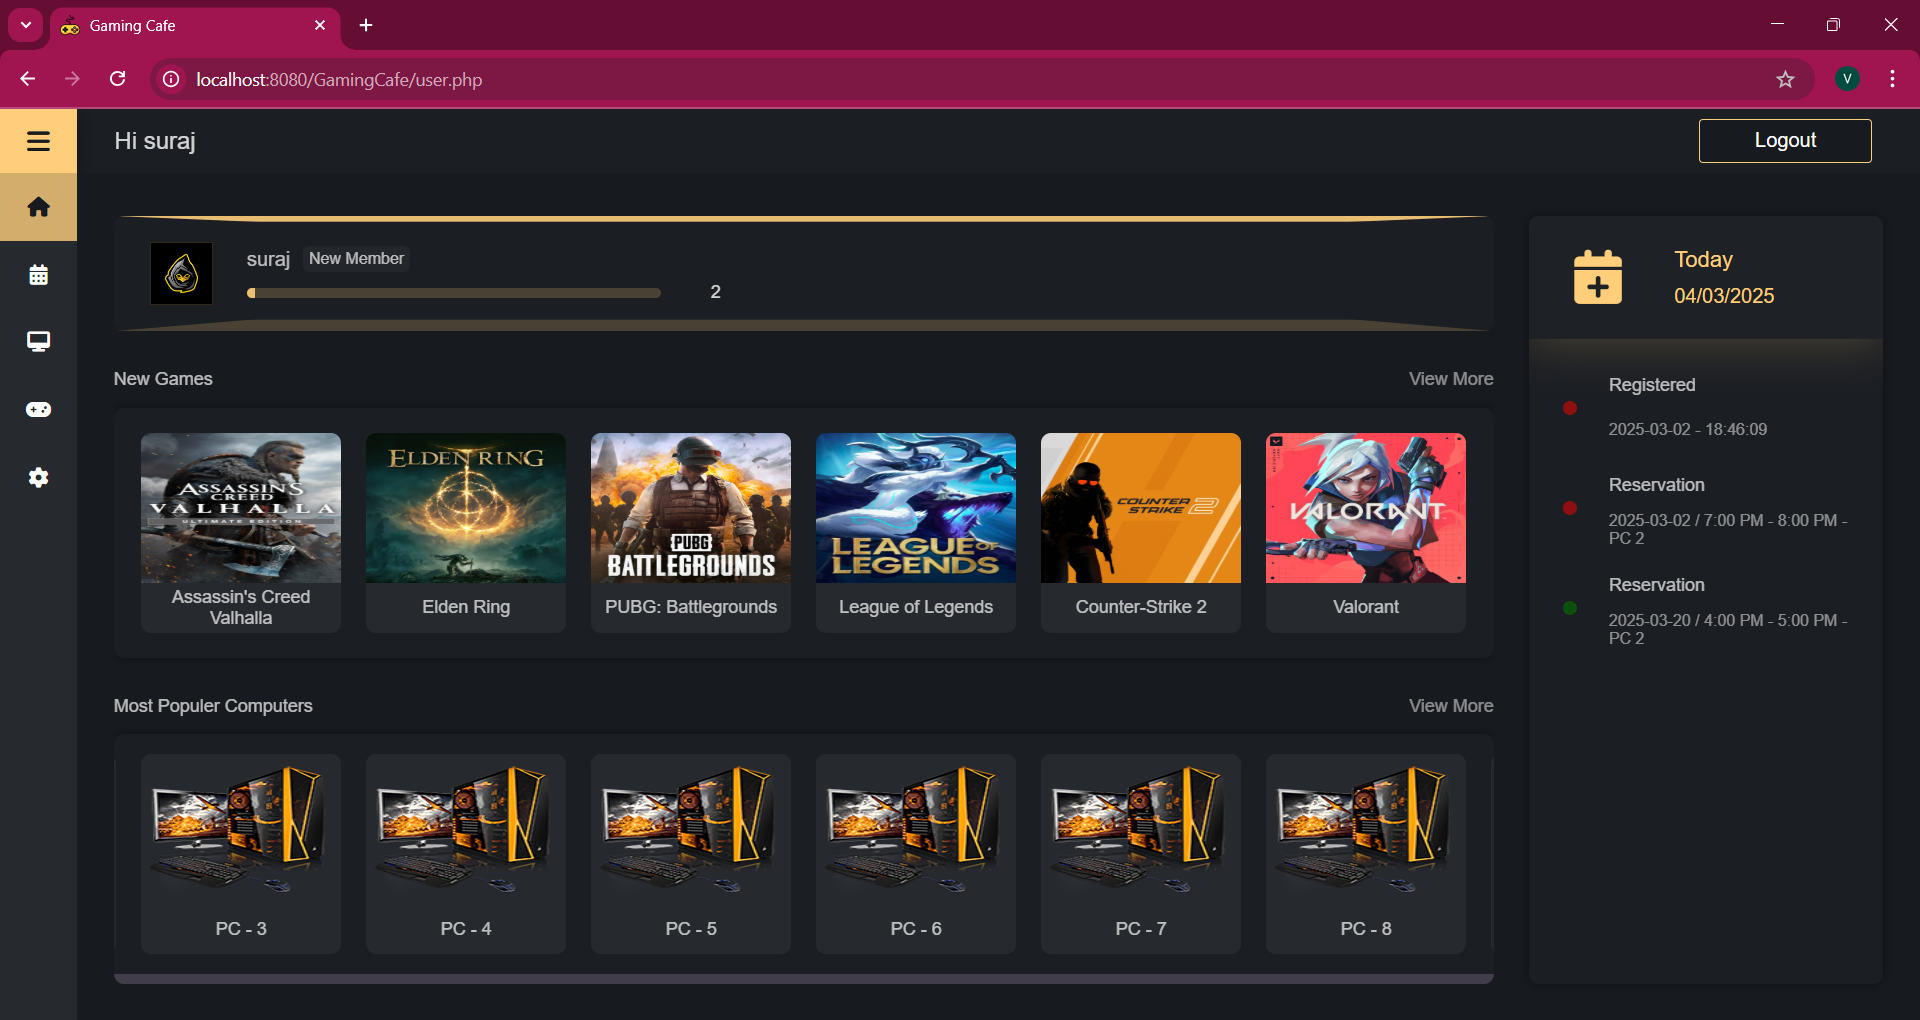 Gaming Cafe
localhost:8080/GamingCafe/user.php
V
Hi suraj
Logout
suraj New Member
2
New Games
View More
ASSASSIN'S
CREED
VALHALLA
ULTIMATE EDITION
Assassin's Creed
Valhalla
ELDEN RING
Elden Ring
PUBG
BATTLEGROUNDS
PUBG: Battlegrounds
LEAGUE OF
LEGENDS
League of Legends
COUNTER
STRIKE 2
Counter-Strike 2
VALORANT
Valorant
Most Populer Computers
View More
PC - 3
PC - 4
PC - 5
PC - 6
PC - 7
PC - 8
Today
04/03/2025
Registered
2025-03-02 - 18:46:09
Reservation
2025-03-02 / 7:00 PM - 8:00 PM -
PC 2
Reservation
2025-03-20 / 4:00 PM - 5:00 PM -
PC 2